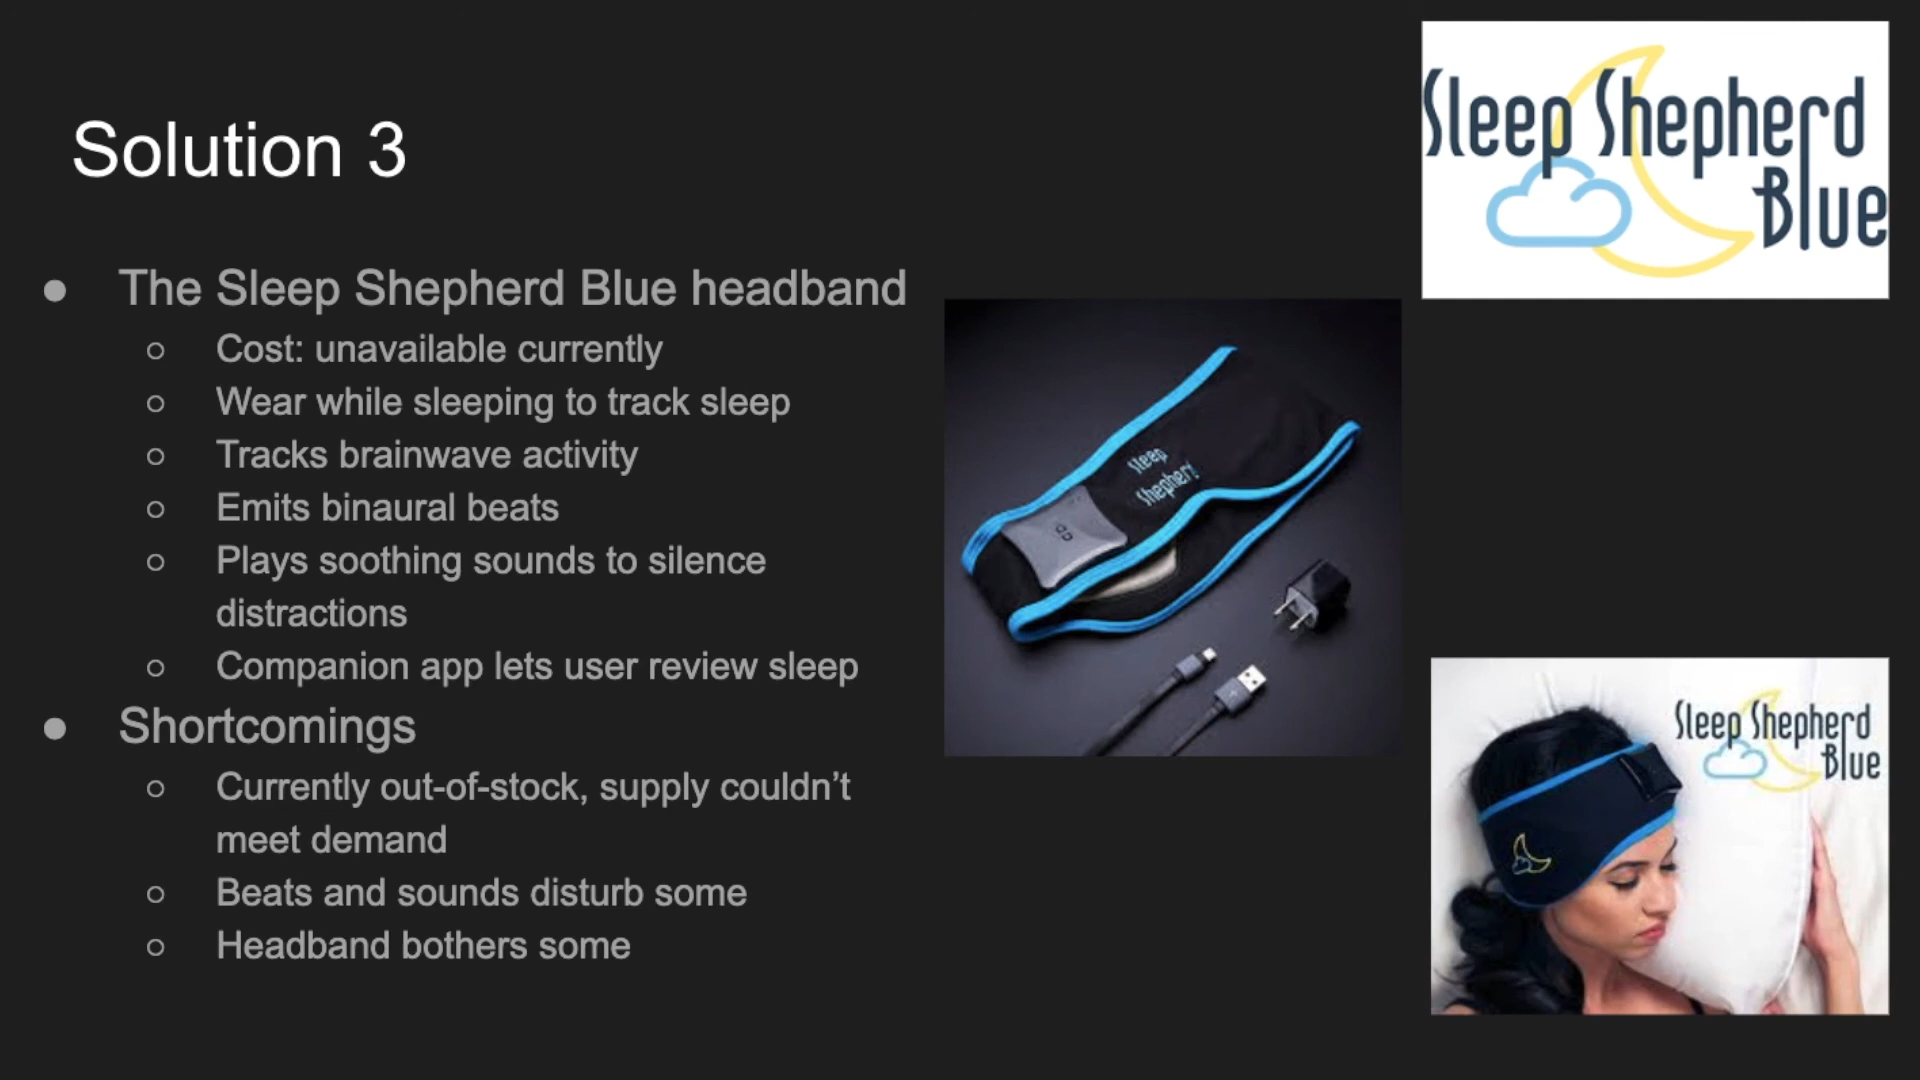 Solution 3
● The Sleep Shepherd Blue headband
○ Cost: unavailable currently
○ Wear while sleeping to track sleep
○ Tracks brainwave activity
○ Emits binaural beats
○ Plays soothing sounds to silence
distractions
○ Companion app lets user review sleep
● Shortcomings
○ Currently out-of-stock, supply couldn’t
meet demand
○ Beats and sounds disturb some
○ Headband bothers some
Sleep Shepherd
Blue
Sleep
Shepherd
Sleep Shepherd
Blue